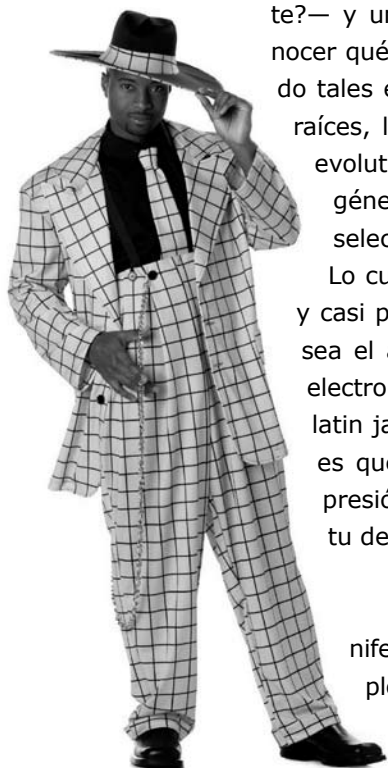 te?— y un
nocer qué
do tales e
raíces, l
evolut
géne
selec
Lo cu
y casi p
sea el a
electro
latin ja
es que
presió
tu de
nife
ple